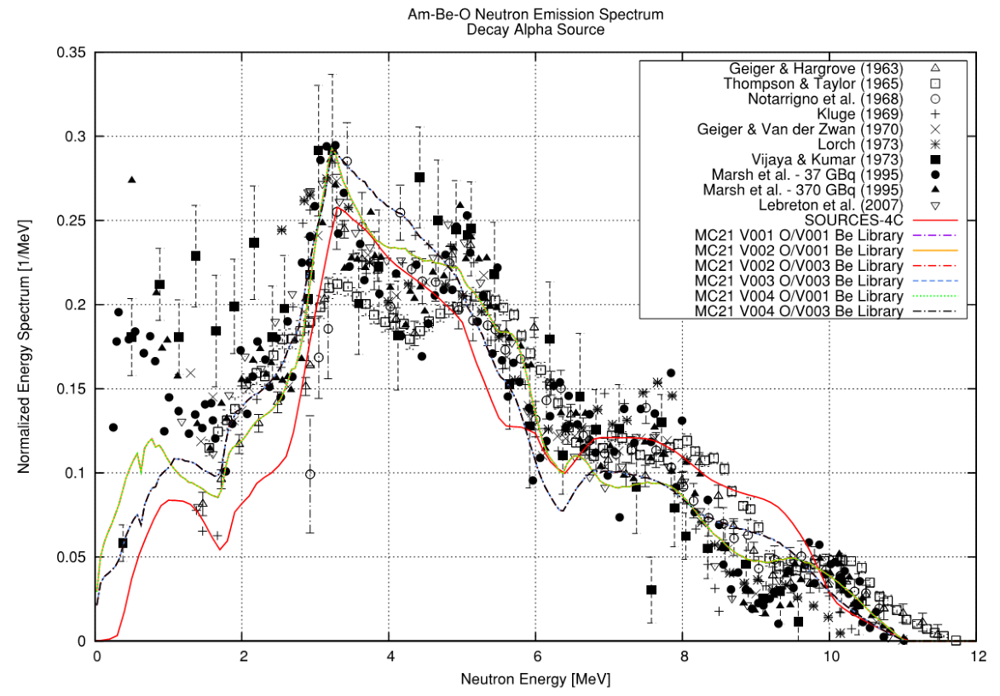 Am-Be-O Neutron Emission Spectrum
Decay Alpha Source
0.35
0.3
0.25
0.2
0.15
0.1
0.05
0
Normalized Energy Spectrum [1/MeV]
Geiger & Hargrove (1963)
Thompson & Taylor (1965)
Notarrigno et al. (1968)
Kluge (1969)
Geiger & Van der Zwan (1970)
Lorch (1973)
Vijaya & Kumar (1973)
Marsh et al. - 37 GBq (1995)
Marsh et al. - 370 GBq (1995)
Lebreton et al. (2007)
SOURCES-4C
MC21 V001 O/V001 Be Library
MC21 V002 O/V001 Be Library
MC21 V002 O/V003 Be Library
MC21 V003 O/V003 Be Library
MC21 V004 O/V001 Be Library
MC21 V004 O/V003 Be Library
0 2 4 6 8 10 12
Neutron Energy [MeV]